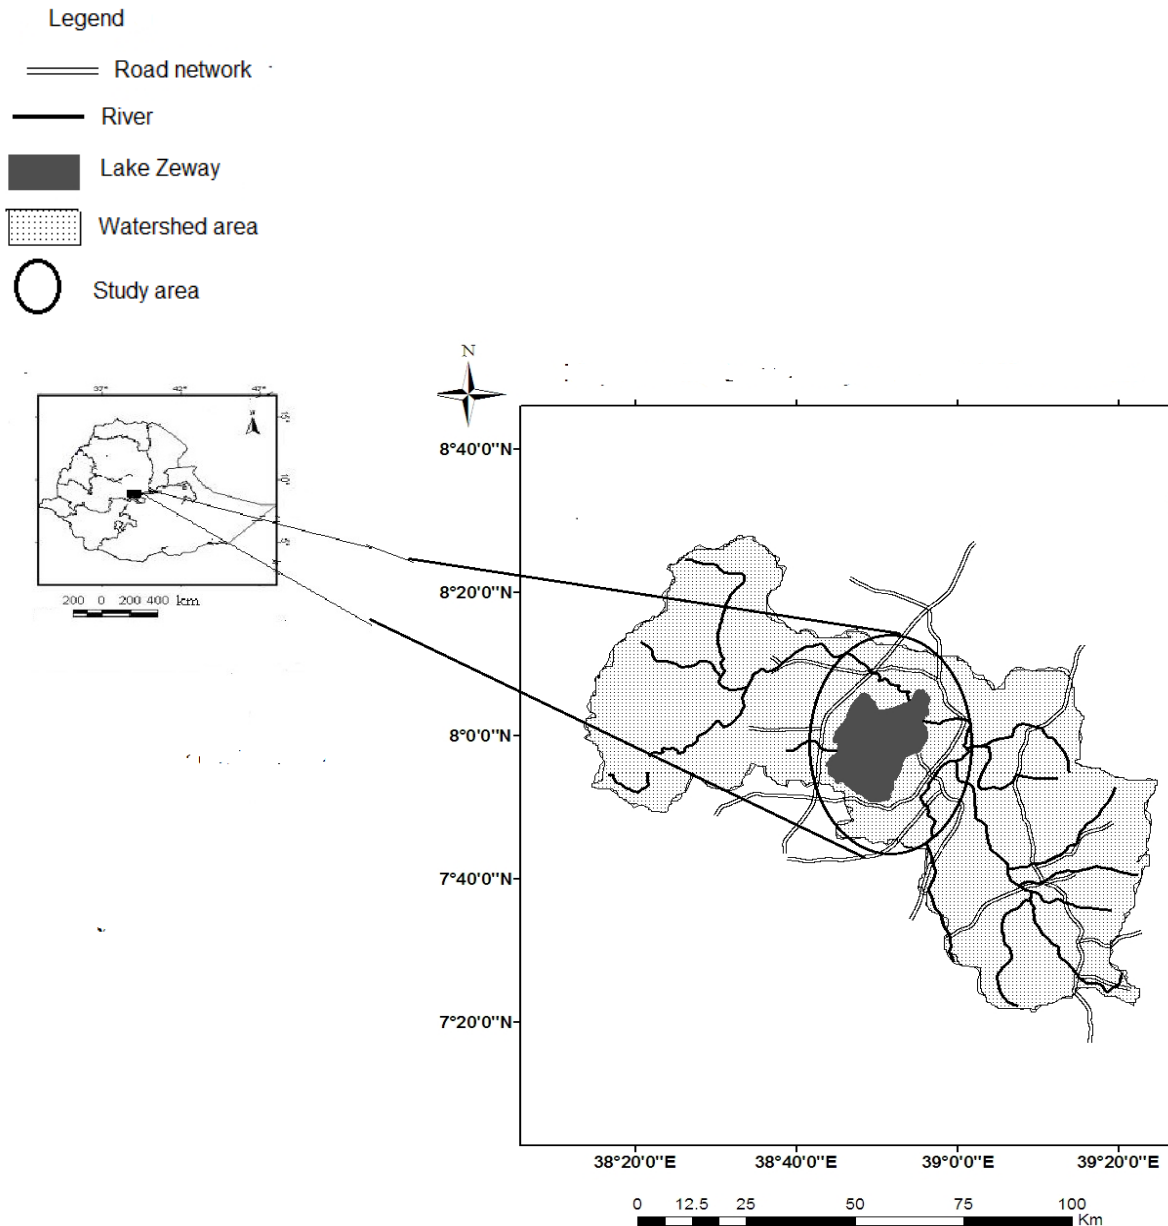 Legend
Road network
River
Lake Zeway
Watershed area
Study area
N
8°40'0"N
8°20'0"N
8°0'0"N
7°40'0"N
7°20'0"N
38°20'0"E 38°40'0"E 39°0'0"E 39°20'0"E
0 12.5 25 50 75 100
Km
200 0 200 400 km